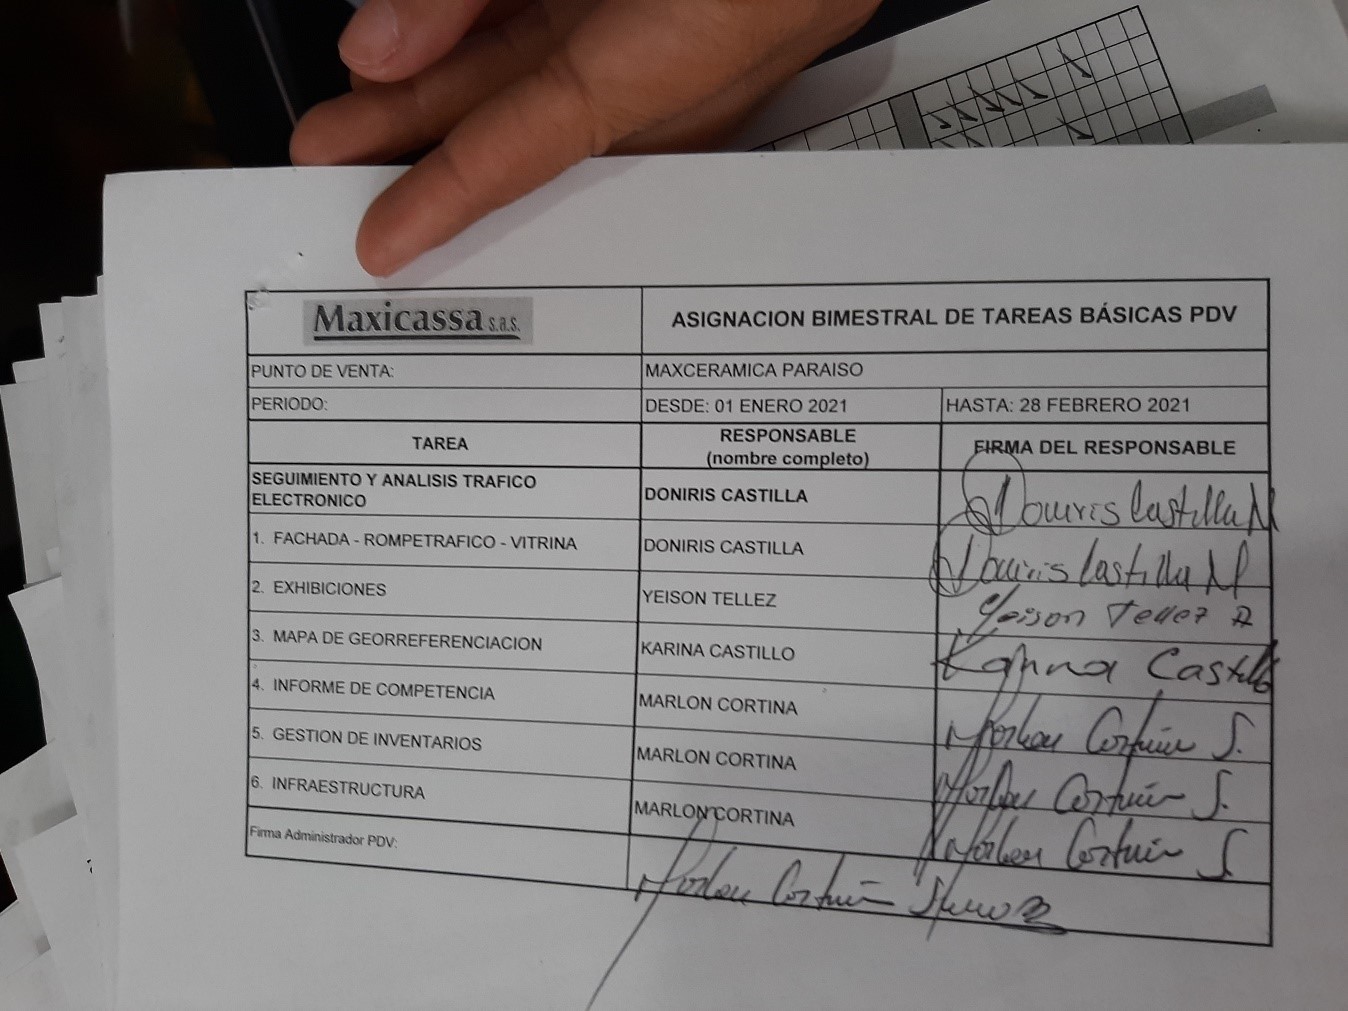 Maxicassa s.a.s.
ASIGNACION BIMESTRAL DE TAREAS BÁSICAS PDV
PUNTO DE VENTA:
MAXCERAMICA PARAISO
PERIODO:
DESDE: 01 ENERO 2021
HASTA: 28 FEBRERO 2021
TAREA
RESPONSABLE
(nombre completo)
FIRMA DEL RESPONSABLE
SEGUIMIENTO Y ANALISIS TRAFICO
ELECTRONICO
DONIRIS CASTILLA
Doniris Castilla M
1. FACHADA - ROMPETRAFICO - VITRINA
DONIRIS CASTILLA
Doniris Castilla M
2. EXHIBICIONES
YEISON TELLEZ
Yeison Tellez A
3. MAPA DE GEORREFERENCIACION
KARINA CASTILLO
Karina Castillo
4. INFORME DE COMPETENCIA
MARLON CORTINA
Marlon Cortina S.
5. GESTION DE INVENTARIOS
MARLON CORTINA
Marlon Cortina S.
6. INFRAESTRUCTURA
MARLON CORTINA
Marlon Cortina S.
Firma Administrador PDV:
Marlon Cortina